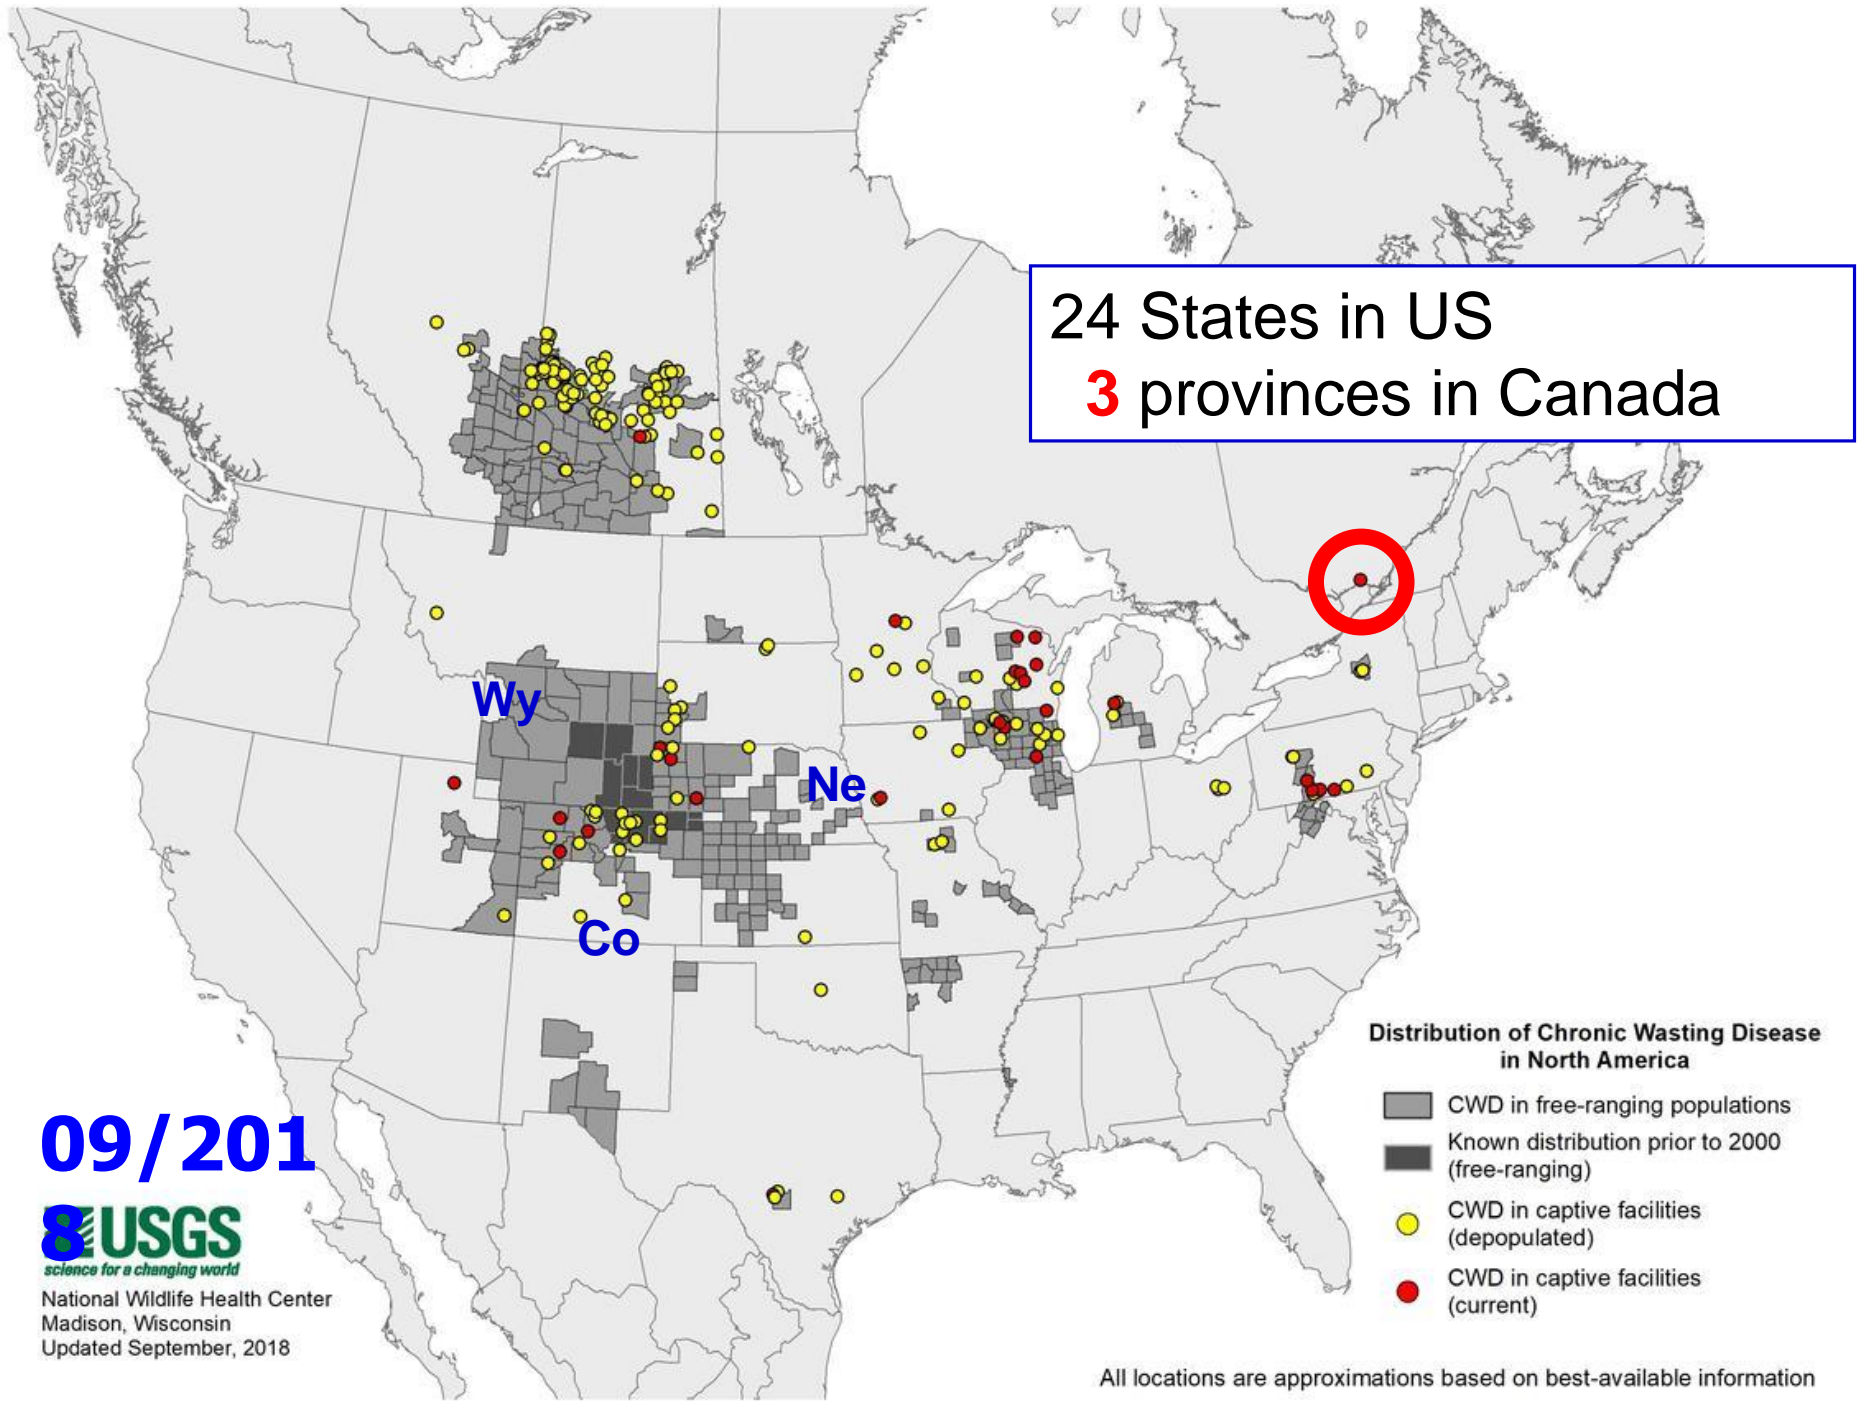 24 States in US
3 provinces in Canada
Wy
Ne
Co
09/201
8
USGS
science for a changing world
National Wildlife Health Center
Madison, Wisconsin
Updated September, 2018
Distribution of Chronic Wasting Disease
in North America
CWD in free-ranging populations
Known distribution prior to 2000
(free-ranging)
CWD in captive facilities
(depopulated)
CWD in captive facilities
(current)
All locations are approximations based on best-available information